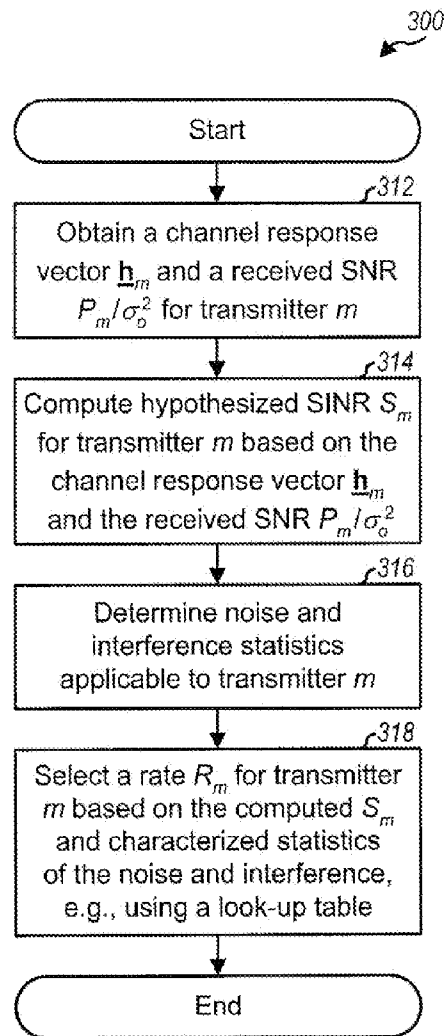 300
Start
312
Obtain a channel response
vector h_m and a received SNR
P_m/σ_o^2 for transmitter m
314
Compute hypothesized SINR S_m
for transmitter m based on the
channel response vector h_m
and the received SNR P_m/σ_o^2
316
Determine noise and
interference statistics
applicable to transmitter m
318
Select a rate R_m for transmitter
m based on the computed S_m
and characterized statistics
of the noise and interference,
e.g., using a look-up table
End